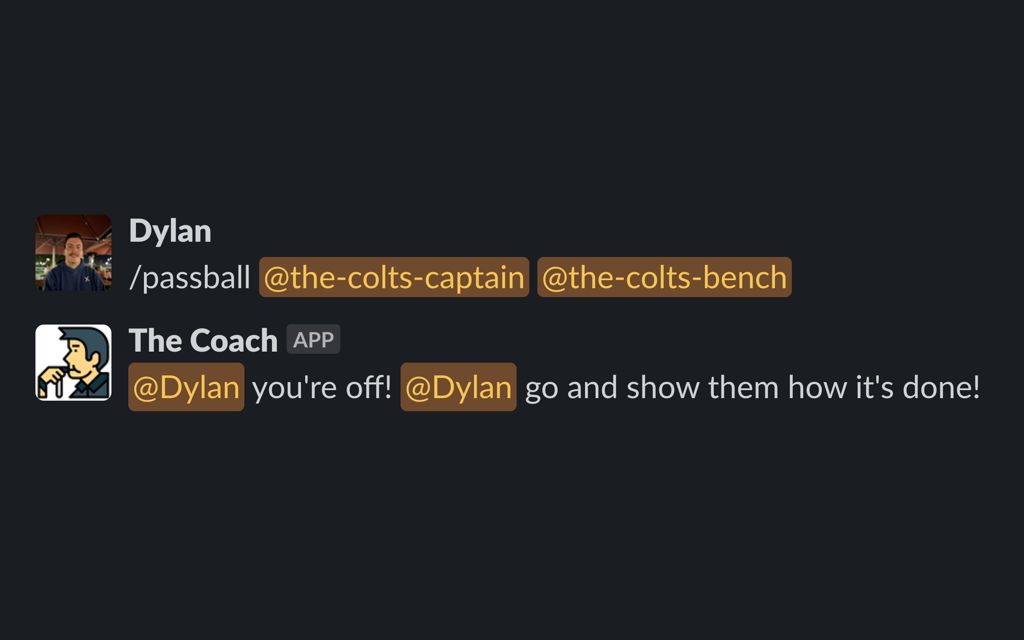 Dylan
/passball @the-colts-captain @the-colts-bench
The Coach APP
@Dylan you're off! @Dylan go and show them how it's done!